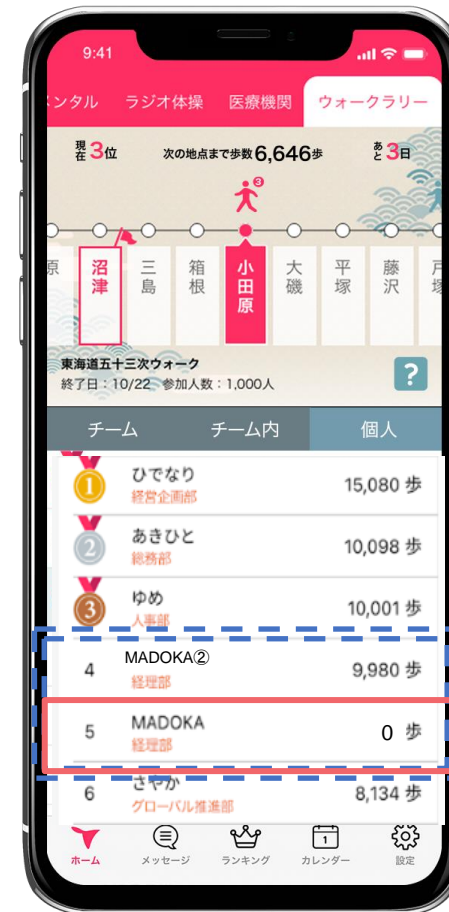 9:41
ンタル ラジオ体操 医療機関 ウォークラリー
現在3位 次の地点まで歩数6,646歩 あと3日
3
原 沼津 三島 箱根 小田原 大磯 平塚 藤沢 戸塚
東海道五十三次ウォーク
終了日：10/22 参加人数：1,000人
?
チーム チーム内 個人
1 ひでなり 15,080 歩
経営企画部
2 あきひと 10,098 歩
総務部
3 ゆめ 10,001 歩
人事部
4 MADOKA② 9,980 歩
経理部
5 MADOKA 0 歩
経理部
6 さやか 8,134 歩
グローバル推進部
1
ホーム メッセージ ランキング カレンダー 設定